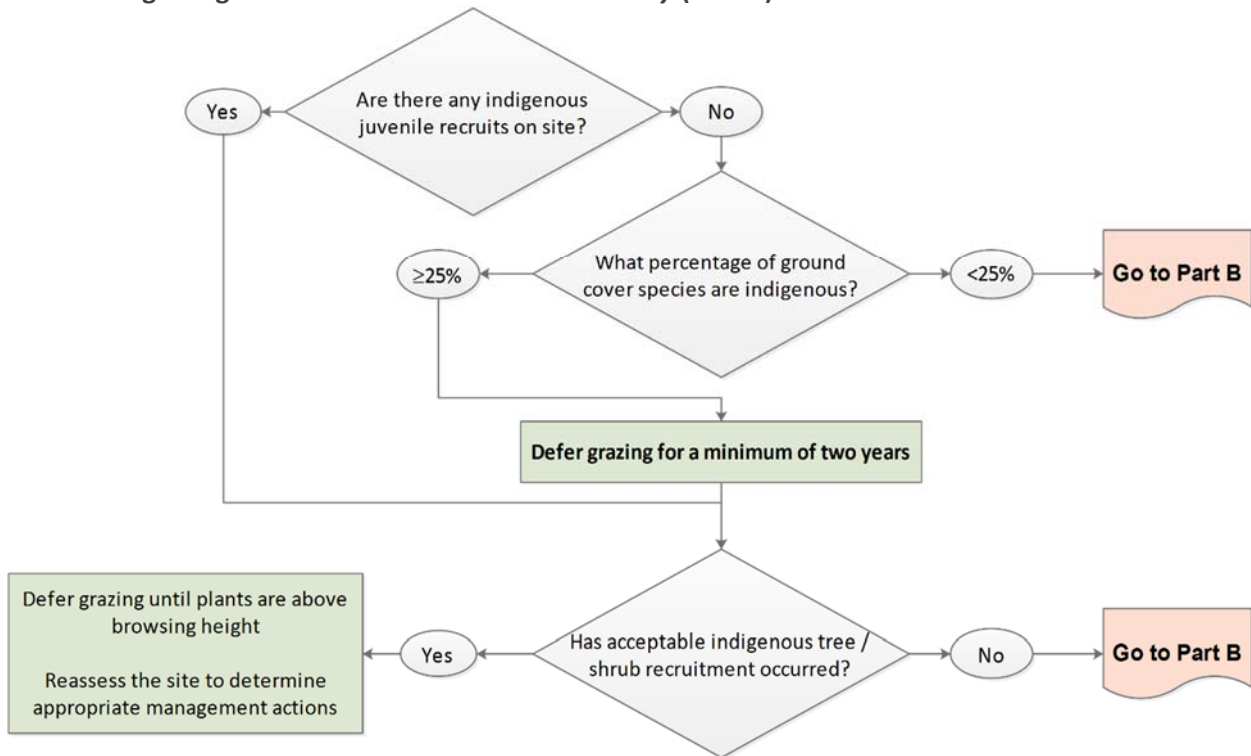 Are there any indigenous
juvenile recruits on site?
Yes
No
What percentage of ground
cover species are indigenous?
≥25%
<25%
Go to Part B
Defer grazing for a minimum of two years
Has acceptable indigenous tree /
shrub recruitment occurred?
Yes
No
Go to Part B
Defer grazing until plants are above
browsing height
Reassess the site to determine
appropriate management actions